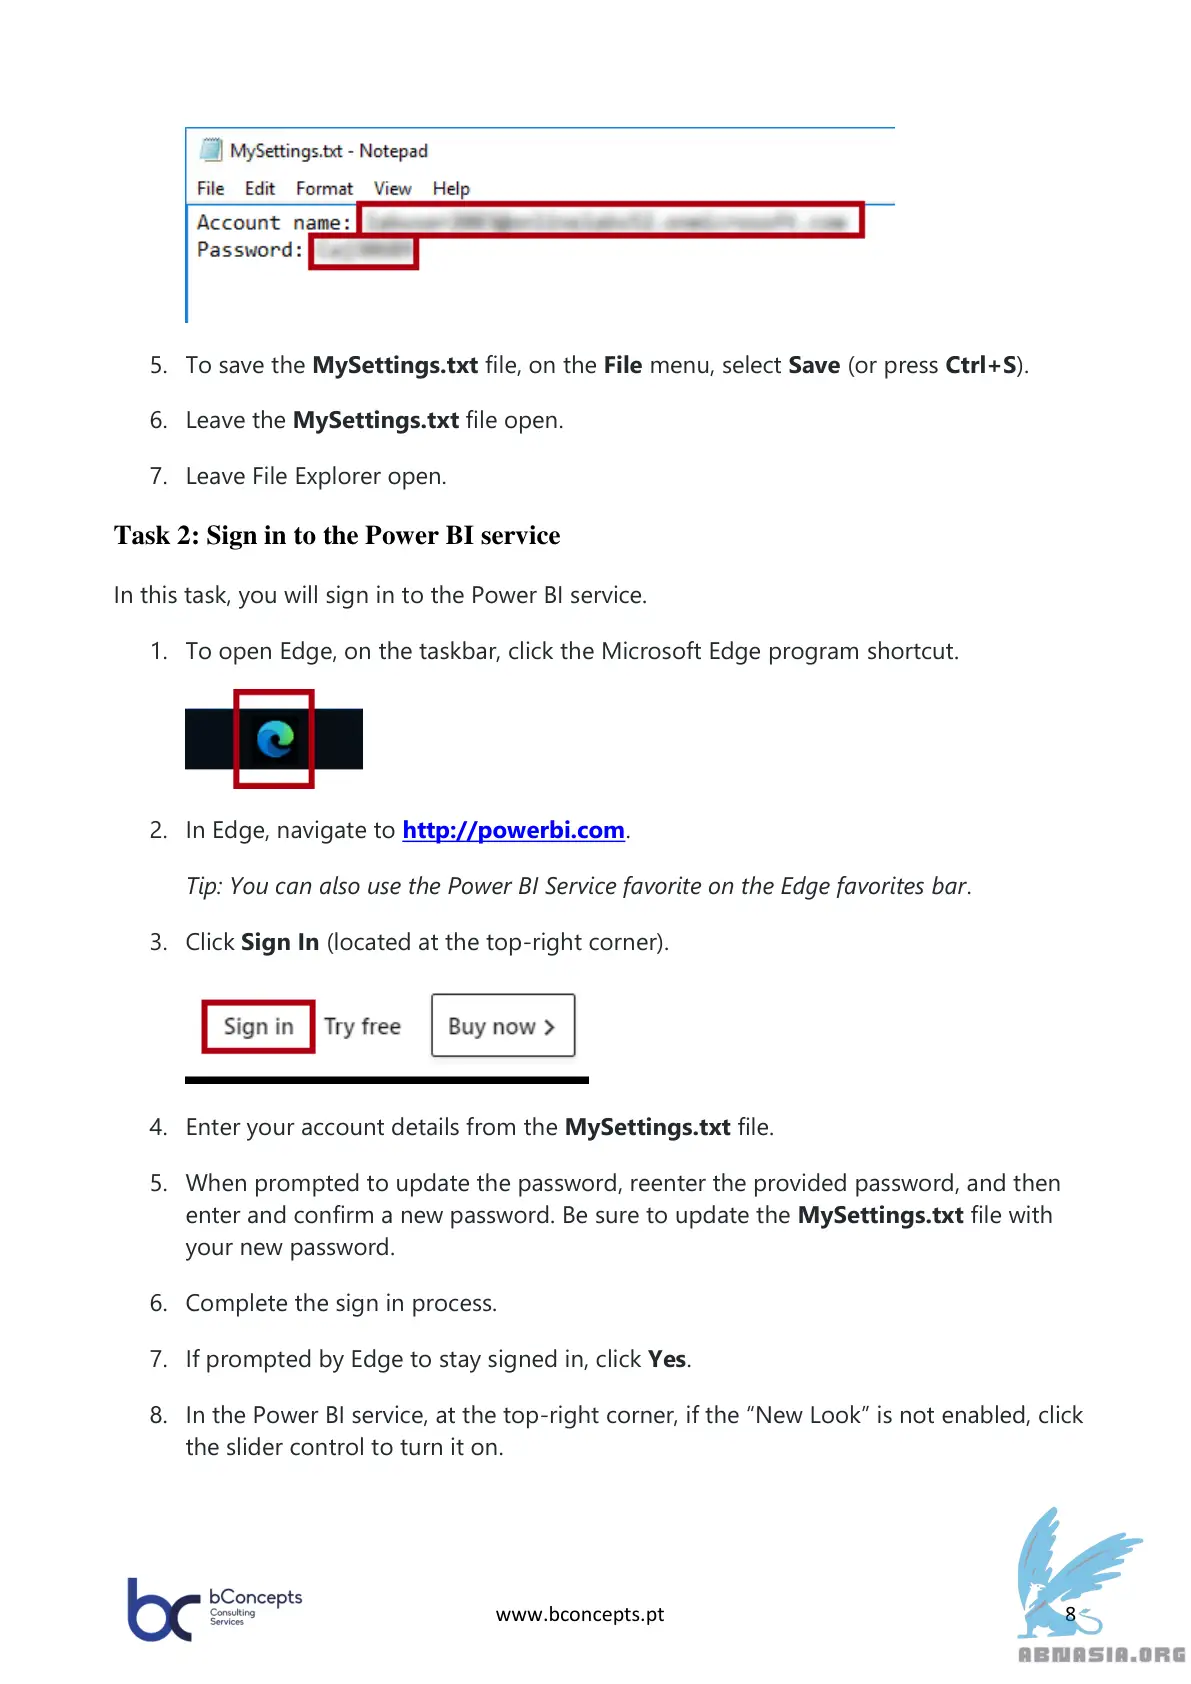 MySettings.txt - Notepad
File Edit Format View Help
Account name:
Password:
5. To save the MySettings.txt file, on the File menu, select Save (or press Ctrl+S).
6. Leave the MySettings.txt file open.
7. Leave File Explorer open.
Task 2: Sign in to the Power BI service
In this task, you will sign in to the Power BI service.
1. To open Edge, on the taskbar, click the Microsoft Edge program shortcut.
2. In Edge, navigate to http://powerbi.com.
Tip: You can also use the Power BI Service favorite on the Edge favorites bar.
3. Click Sign In (located at the top-right corner).
Sign in Try free Buy now >
4. Enter your account details from the MySettings.txt file.
5. When prompted to update the password, reenter the provided password, and then
enter and confirm a new password. Be sure to update the MySettings.txt file with
your new password.
6. Complete the sign in process.
7. If prompted by Edge to stay signed in, click Yes.
8. In the Power BI service, at the top-right corner, if the “New Look” is not enabled, click
the slider control to turn it on.
bc bConcepts
Consulting
Services
www.bconcepts.pt
8
ABNASIA.ORG